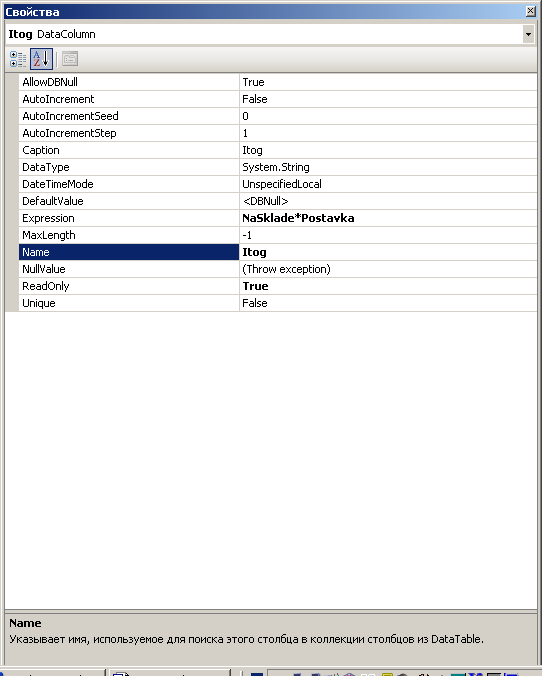 Свойства
Itog DataColumn
AllowDBNull True
AutoIncrement False
AutoIncrementSeed 0
AutoIncrementStep 1
Caption Itog
DataType System.String
DateTimeMode UnspecifiedLocal
DefaultValue <DBNull>
Expression NaSklade*Postavka
MaxLength -1
Name Itog
NullValue (Throw exception)
ReadOnly True
Unique False
Name
Указывает имя, используемое для поиска этого столбца в коллекции столбцов из DataTable.